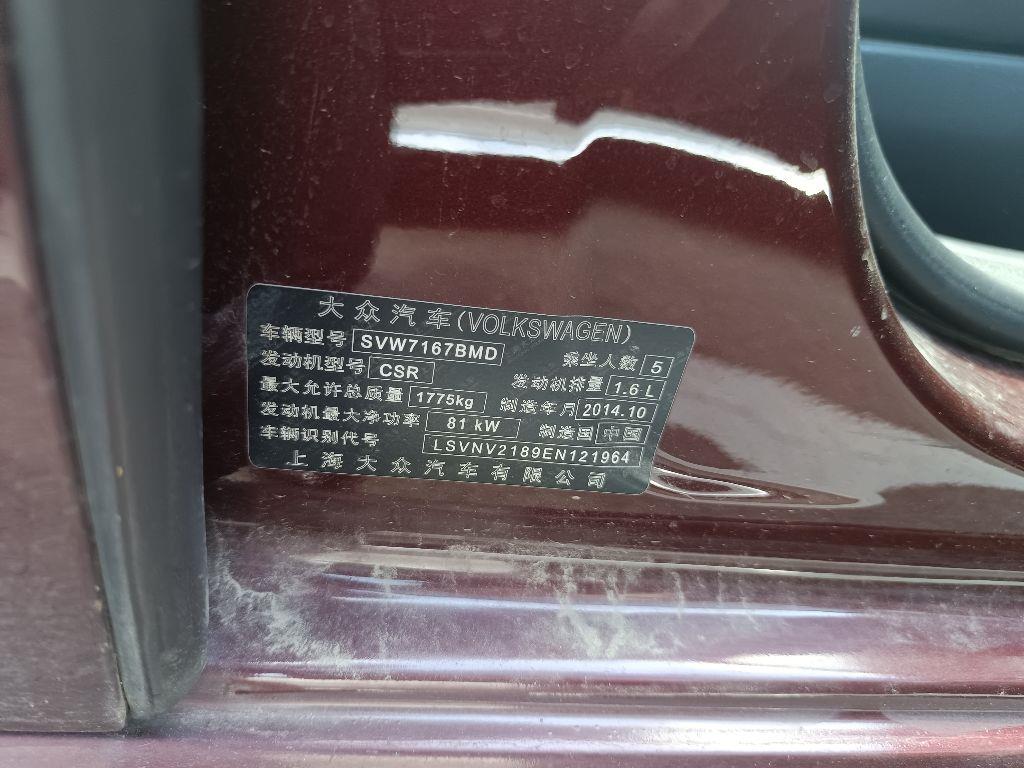 大众汽车(VOLKSWAGEN)
车辆型号 SVW7167BMD 乘坐人数 5
发动机型号 CSR 发动机排量 1.6 L
最大允许总质量 1775kg 制造年月 2014.10
发动机最大净功率 81 kW 制造国 中国
车辆识别代号 LSVNV2189EN121964
上海大众汽车有限公司